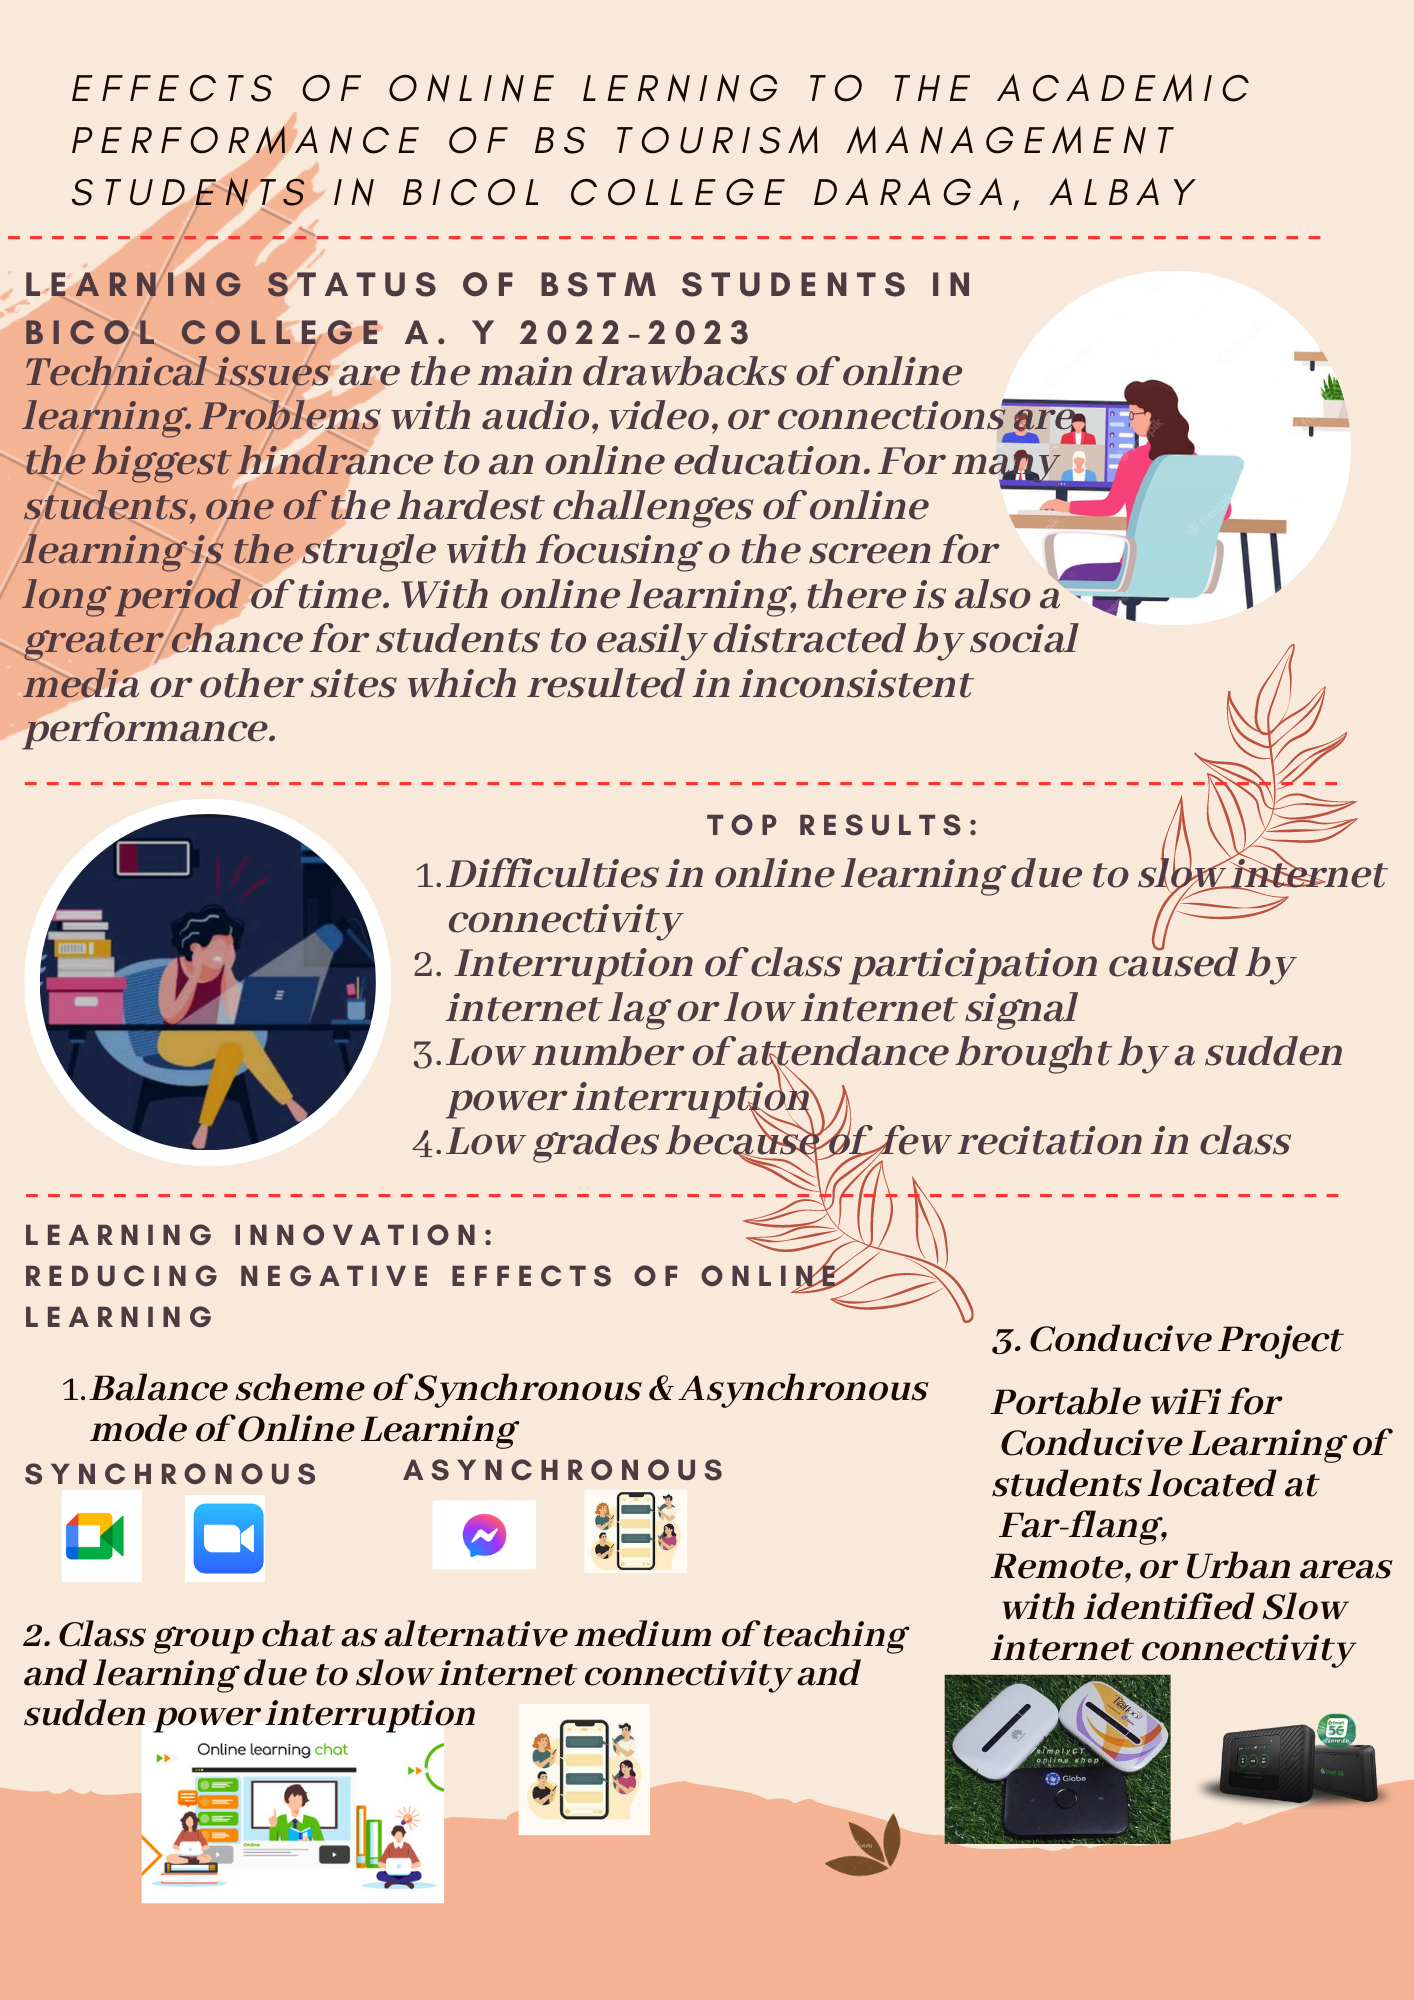 EFFECTS OF ONLINE LERNING TO THE ACADEMIC
PERFORMANCE OF BS TOURISM MANAGEMENT
STUDENTS IN BICOL COLLEGE DARAGA, ALBAY
LEARNING STATUS OF BSTM STUDENTS IN
BICOL COLLEGE A. Y 2022-2023
Technical issues are the main drawbacks of online
learning. Problems with audio, video, or connections are
the biggest hindrance to an online education. For many
students, one of the hardest challenges of online
learning is the strugle with focusing o the screen for
long period of time. With online learning, there is also a
greater chance for students to easily distracted by social
media or other sites which resulted in inconsistent
performance.
TOP RESULTS:
1. Difficulties in online learning due to slow internet
connectivity
2. Interruption of class participation caused by
internet lag or low internet signal
3. Low number of attendance brought by a sudden
power interruption
4. Low grades because of few recitation in class
LEARNING INNOVATION:
REDUCING NEGATIVE EFFECTS OF ONLINE
LEARNING
1. Balance scheme of Synchronous & Asynchronous
mode of Online Learning
SYNCHRONOUS
ASYNCHRONOUS
2. Class group chat as alternative medium of teaching
and learning due to slow internet connectivity and
sudden power interruption
Online learning chat
Online
3. Conducive Project
Portable wiFi for
Conducive Learning of
students located at
Far-flang,
Remote, or Urban areas
with identified Slow
internet connectivity
Tattoo
simplyGT
online shop
Globe
5G